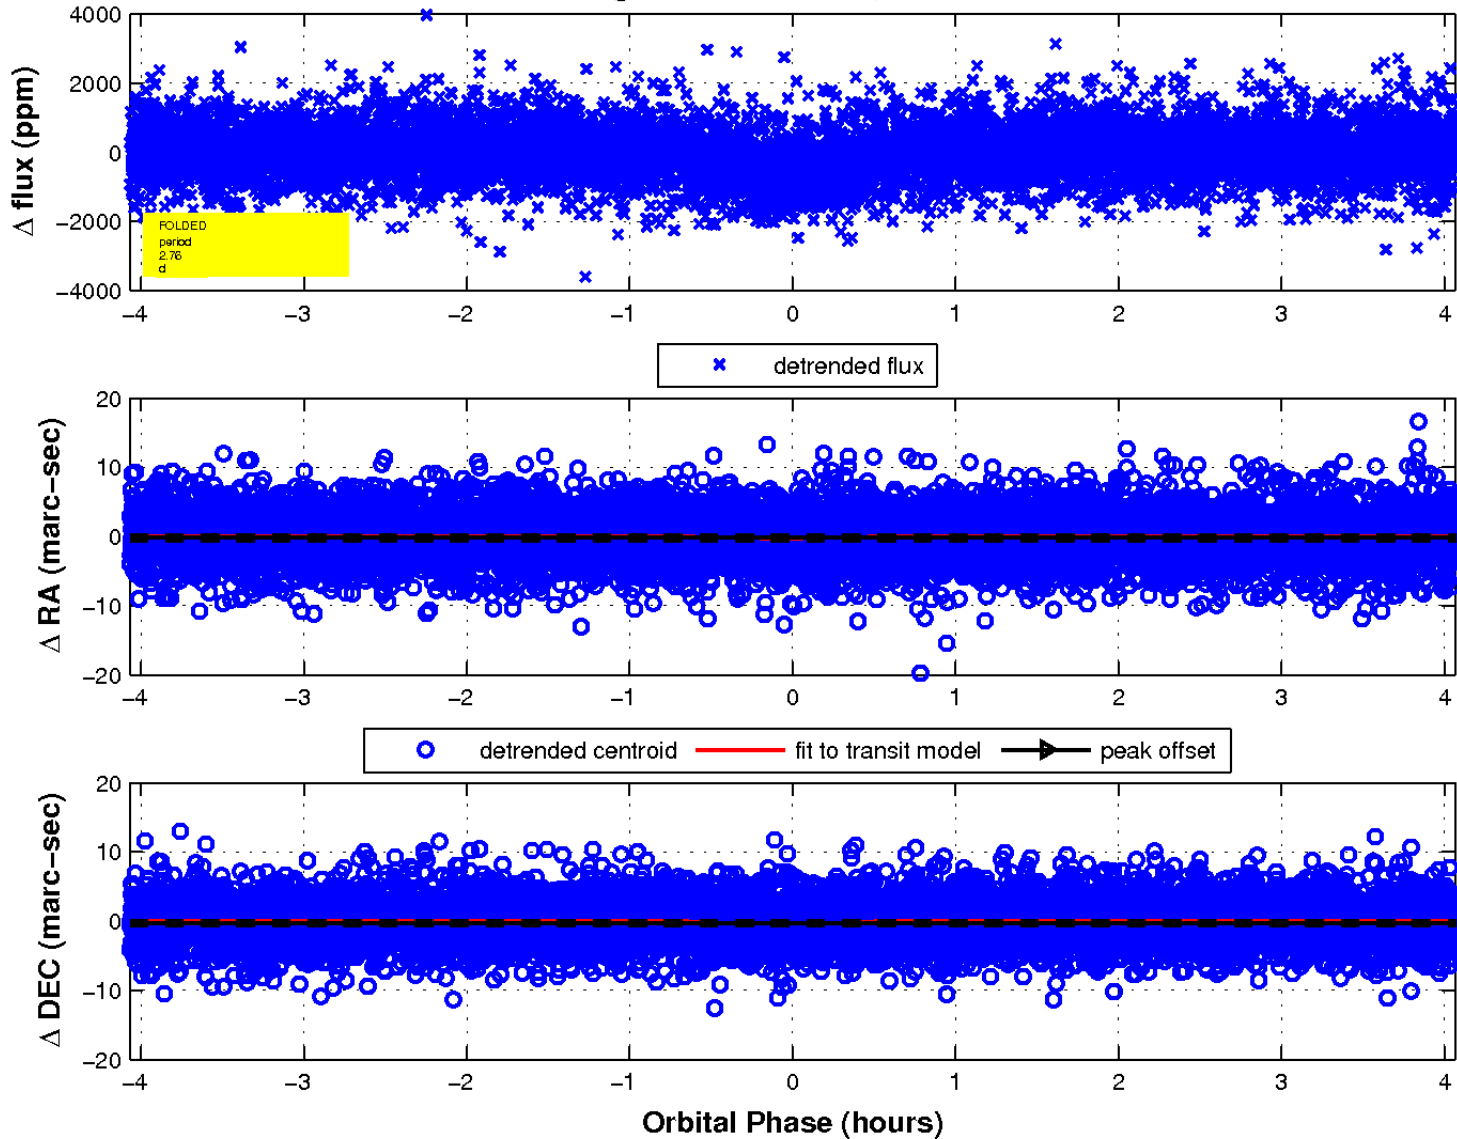 4000
2000
0
−2000
−4000
Δ flux (ppm)
FOLDED
period
2.76
d
−4 −3 −2 −1 0 1 2 3 4
detrended flux
20
10
0
−10
−20
Δ RA (marc−sec)
−4 −3 −2 −1 0 1 2 3 4
detrended centroid fit to transit model peak offset
20
10
0
−10
−20
Δ DEC (marc−sec)
−4 −3 −2 −1 0 1 2 3 4
Orbital Phase (hours)